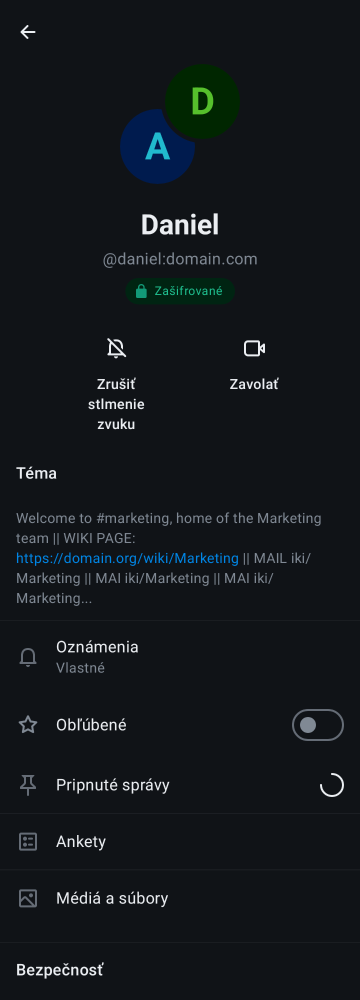 D
A
Daniel
@daniel:domain.com
Zašifrované
Zrušiť
stlmenie
zvuku
Zavolať
Téma
Welcome to #marketing, home of the Marketing
team || WIKI PAGE:
https://domain.org/wiki/Marketing || MAIL iki/
Marketing || MAI iki/Marketing || MAI iki/
Marketing...
Oznámenia
Vlastné
Obľúbené
Pripnuté správy
Ankety
Médiá a súbory
Bezpečnosť